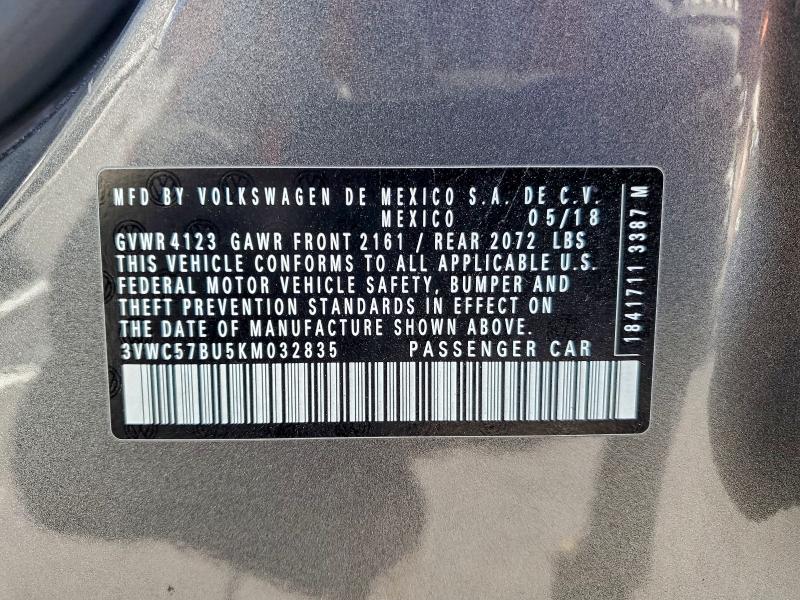 MFD BY VOLKSWAGEN DE MEXICO S.A. DE C.V.
MEXICO 05/18
GVWR 4123 GAWR FRONT 2161 / REAR 2072 LBS
THIS VEHICLE CONFORMS TO ALL APPLICABLE U.S.
FEDERAL MOTOR VEHICLE SAFETY, BUMPER AND
THEFT PREVENTION STANDARDS IN EFFECT ON
THE DATE OF MANUFACTURE SHOWN ABOVE.
3VWC57BU5KM032835 PASSENGER CAR
1841711 3387 M